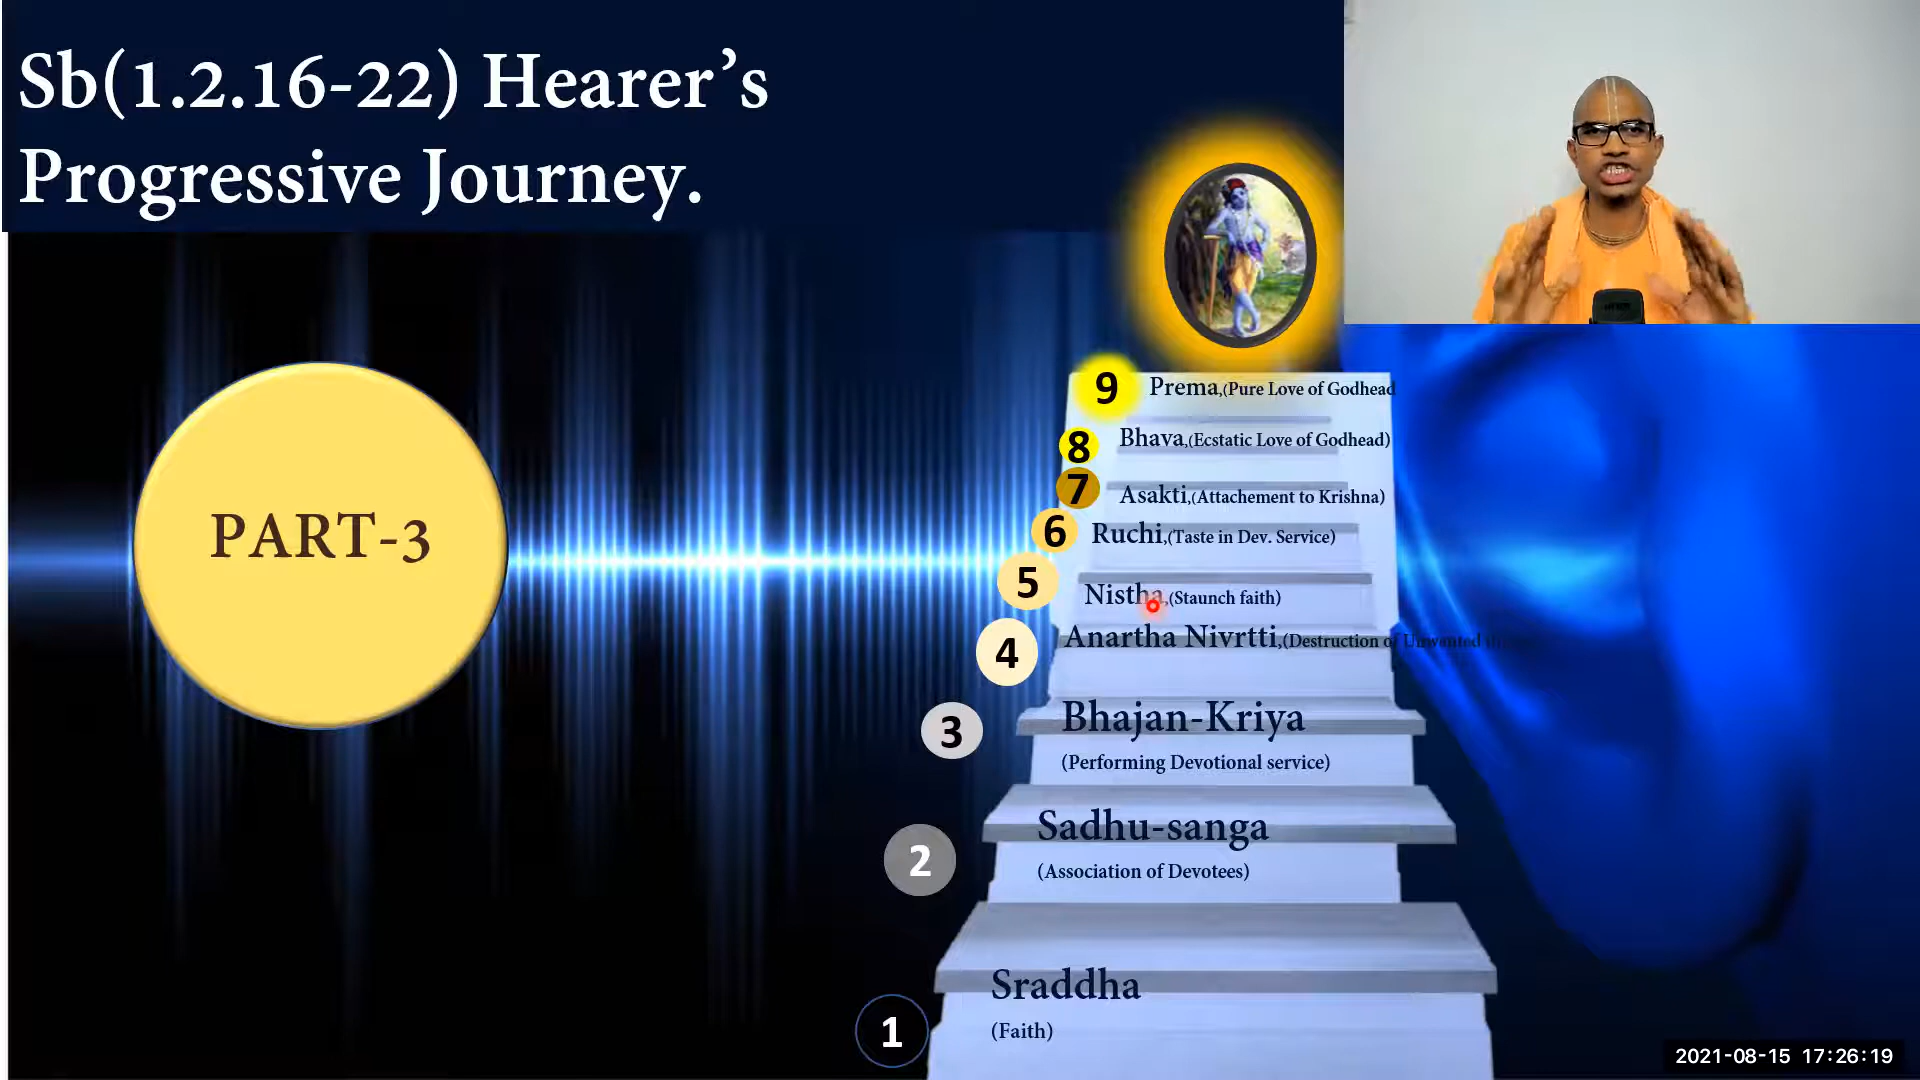 Sb(1.2.16-22) Hearer’s
Progressive Journey.
PART-3
9 Prema,(Pure Love of Godhead
8 Bhava,(Ecstatic Love of Godhead)
7 Asakti,(Attachement to Krishna)
6 Ruchi,(Taste in Dev. Service)
5 Nistha,(Staunch faith)
4 Anartha Nivrtti,(Destruction of Unwanted
3 Bhajan-Kriya
(Performing Devotional service)
2 Sadhu-sanga
(Association of Devotees)
1 Sraddha
(Faith)
2021-08-15 17:26:19